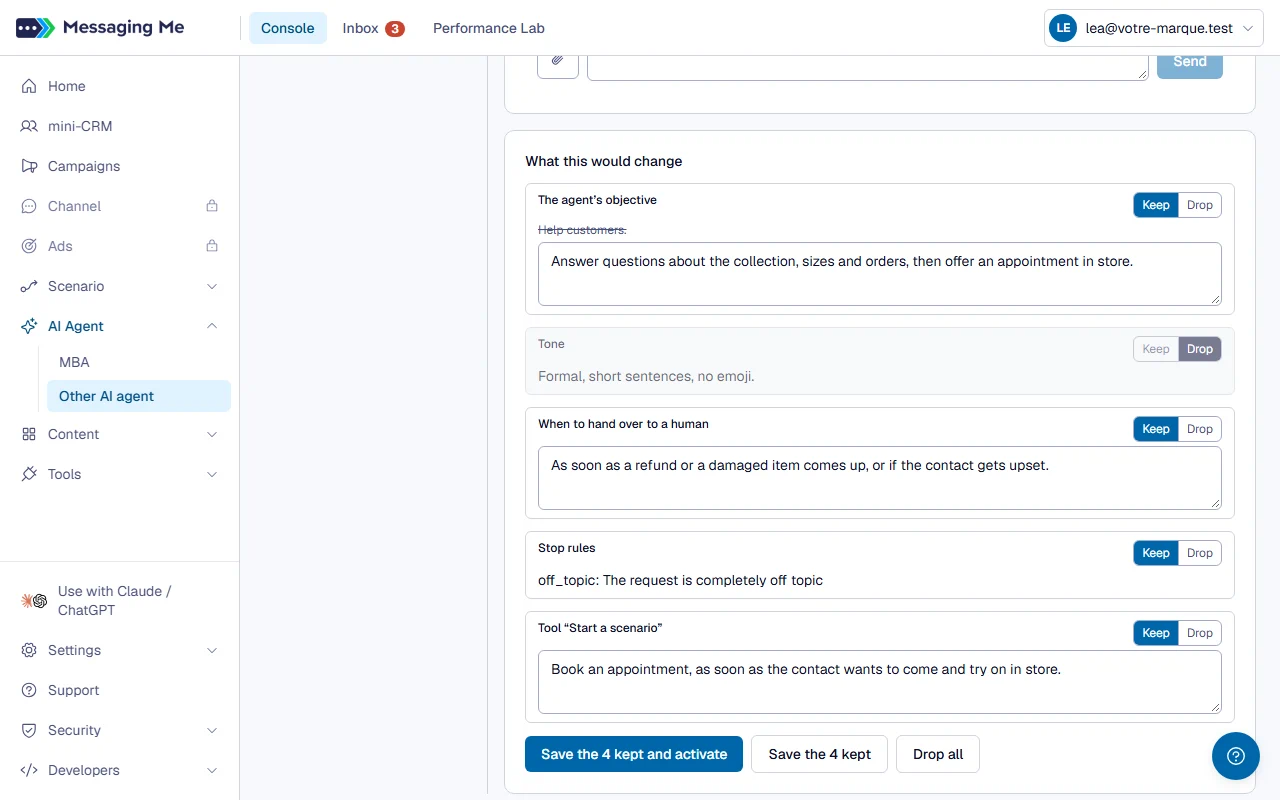 Messaging Me
Console
Inbox 3
Performance Lab
LE
lea@votre-marque.test
Home
mini-CRM
Campaigns
Channel
Ads
Scenario
AI Agent
MBA
Other AI agent
Content
Tools
Use with Claude /
ChatGPT
Settings
Support
Security
Developers
Send
What this would change
The agent’s objective
Keep Drop
Help customers.
Answer questions about the collection, sizes and orders, then offer an appointment in store.
Tone
Keep Drop
Formal, short sentences, no emoji.
When to hand over to a human
Keep Drop
As soon as a refund or a damaged item comes up, or if the contact gets upset.
Stop rules
Keep Drop
off_topic: The request is completely off topic
Tool “Start a scenario”
Keep Drop
Book an appointment, as soon as the contact wants to come and try on in store.
Save the 4 kept and activate
Save the 4 kept
Drop all